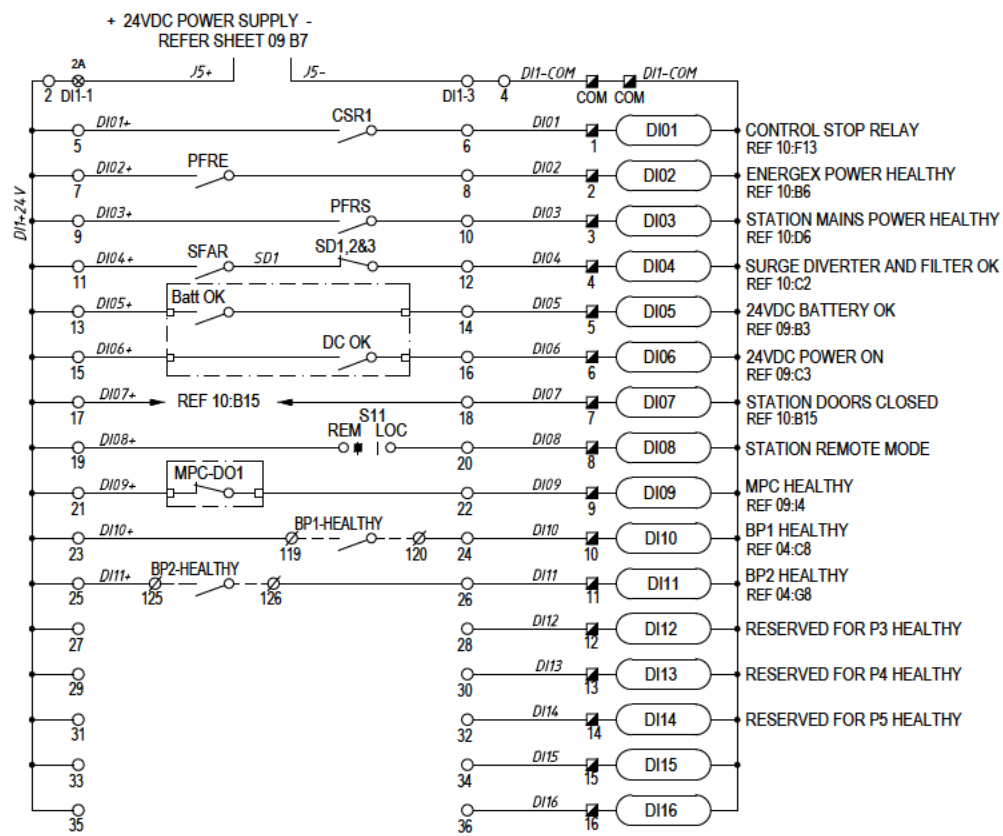 + 24VDC POWER SUPPLY -
REFER SHEET 09 B7
2A J5+ J5- DI1-COM DI1-COM
2 DI1-1 DI1-3 4 COM COM
DI1+24V
DI01+ CSR1 DI01 DI01 CONTROL STOP RELAY
5 6 1 REF 10:F13
DI02+ PFRE DI02 DI02 ENERGEX POWER HEALTHY
7 8 2 REF 10:B6
DI03+ PFRS DI03 DI03 STATION MAINS POWER HEALTHY
9 10 3 REF 10:D6
DI04+ SFAR SD1 SD1,2&3 DI04 DI04 SURGE DIVERTER AND FILTER OK
11 12 4 REF 10:C2
DI05+ Batt OK DI05 DI05 24VDC BATTERY OK
13 14 5 REF 09:B3
DI06+ DC OK DI06 DI06 24VDC POWER ON
15 16 6 REF 09:C3
DI07+ REF 10:B15 DI07 DI07 STATION DOORS CLOSED
17 18 7 REF 10:B15
S11
DI08+ REM LOC DI08 DI08 STATION REMOTE MODE
19 20 8
DI09+ MPC-DO1 DI09 DI09 MPC HEALTHY
21 22 9 REF 09:I4
DI10+ BP1-HEALTHY DI10 DI10 BP1 HEALTHY
23 119 120 24 10 REF 04:C8
DI11+ BP2-HEALTHY DI11 DI11 BP2 HEALTHY
25 125 126 26 11 REF 04:G8
DI12 DI12 RESERVED FOR P3 HEALTHY
27 28 12
DI13 DI13 RESERVED FOR P4 HEALTHY
29 30 13
DI14 DI14 RESERVED FOR P5 HEALTHY
31 32 14
DI15 DI15
33 34 15
DI16 DI16
35 36 16